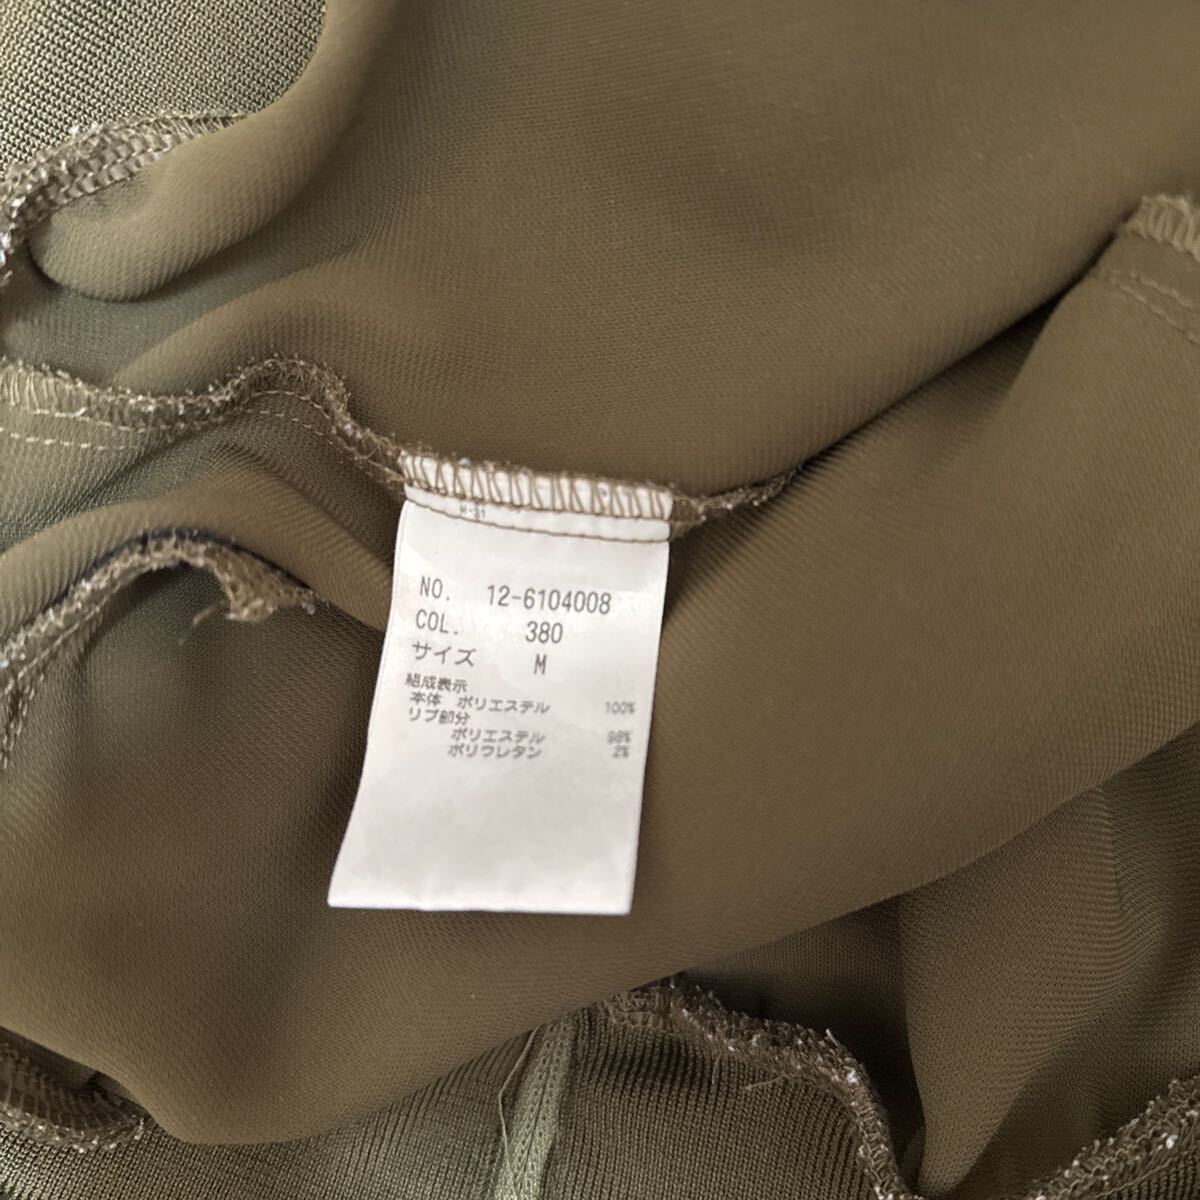 NO. 12-6104008
COL. 380
サイズ M
組成表示
本体 ポリエステル 100%
リブ部分
ポリエステル 98%
ポリウレタン 2%